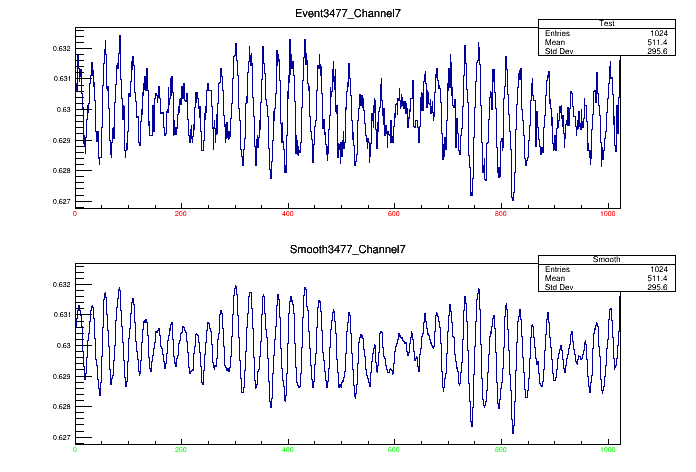 Event3477_Channel7
Test
Entries 1024
Mean 511.4
Std Dev 295.6
0.632
0.631
0.63
0.629
0.628
0.627
0 200 400 600 800 1000
Smooth3477_Channel7
Smooth
Entries 1024
Mean 511.4
Std Dev 295.6
0.632
0.631
0.63
0.629
0.628
0.627
0 200 400 600 800 1000